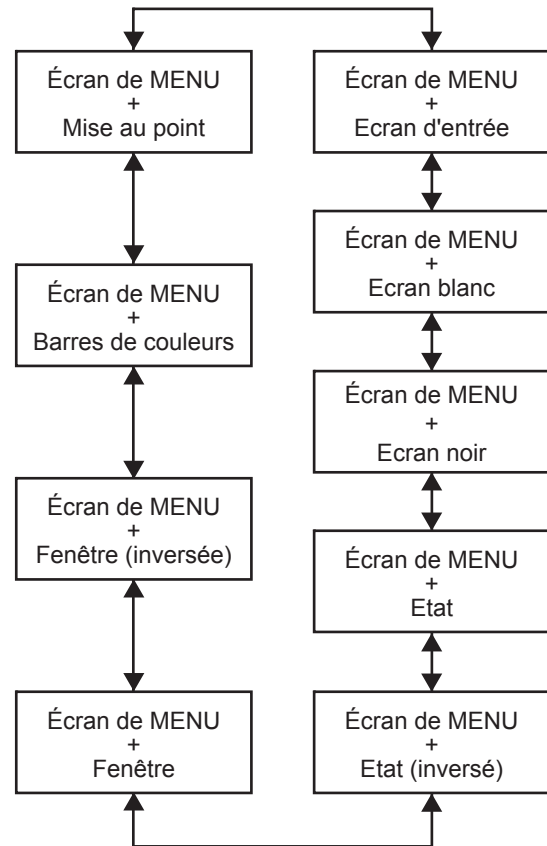 Écran de MENU
+
Mise au point
Écran de MENU
+
Barres de couleurs
Écran de MENU
+
Fenêtre (inversée)
Écran de MENU
+
Fenêtre
Écran de MENU
+
Ecran d'entrée
Écran de MENU
+
Ecran blanc
Écran de MENU
+
Ecran noir
Écran de MENU
+
Etat
Écran de MENU
+
Etat (inversé)